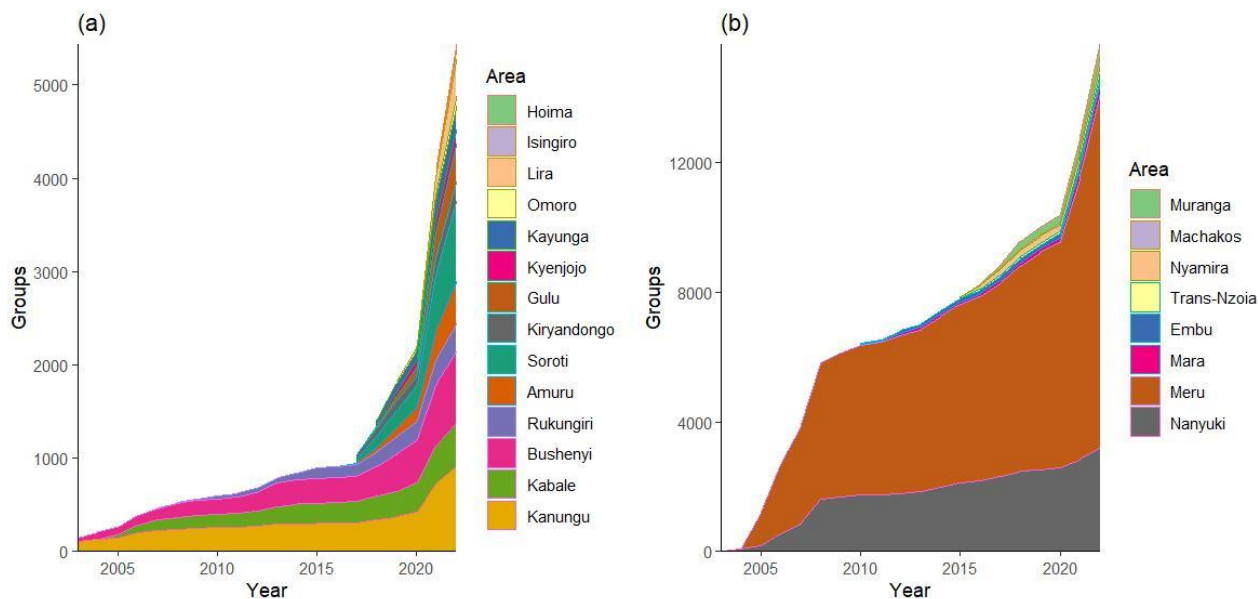 (a)
Groups
5000
4000
3000
2000
1000
0
2005
2010
2015
2020
Year
Area
Hoima
Isingiro
Lira
Omoro
Kayunga
Kyenjojo
Gulu
Kiryandongo
Soroti
Amuru
Rukungiri
Bushenyi
Kabale
Kanungu
(b)
Groups
12000
8000
4000
0
2005
2010
2015
2020
Year
Area
Muranga
Machakos
Nyamira
Trans-Nzoia
Embu
Mara
Meru
Nanyuki